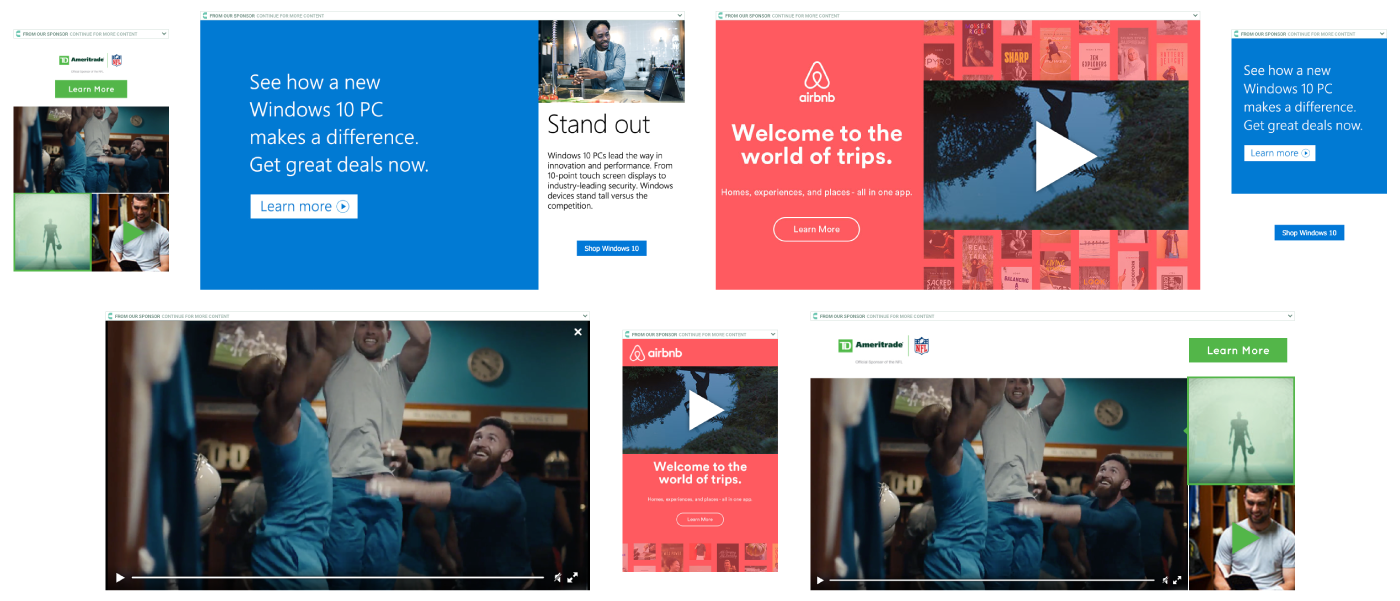 FROM OUR SPONSOR CONTINUE FOR MORE CONTENT
TD Ameritrade
NFL
Official Sponsor of the NFL
Learn More
FROM OUR SPONSOR CONTINUE FOR MORE CONTENT
See how a new
Windows 10 PC
makes a difference.
Get great deals now.
Learn more
Stand out
Windows 10 PCs lead the way in
innovation and performance. From
10-point touch screen displays to
industry-leading security. Windows
devices stand tall versus the
competition.
Shop Windows 10
FROM OUR SPONSOR CONTINUE FOR MORE CONTENT
airbnb
Welcome to the
world of trips.
Homes, experiences, and places - all in one app.
Learn More
SHARP
PYRO
REAL
TALK
SACRED
BALANCING
FROM OUR SPONSOR CONTINUE FOR MORE CONTENT
See how a new
Windows 10 PC
makes a difference.
Get great deals now.
Learn more
Shop Windows 10
FROM OUR SPONSOR CONTINUE FOR MORE CONTENT
FROM OUR SPONSOR CONTINUE FOR MORE CONTENT
airbnb
Welcome to the
world of trips.
Homes, experiences, and places - all in one app.
Learn More
FROM OUR SPONSOR CONTINUE FOR MORE CONTENT
TD Ameritrade
NFL
Official Sponsor of the NFL
Learn More